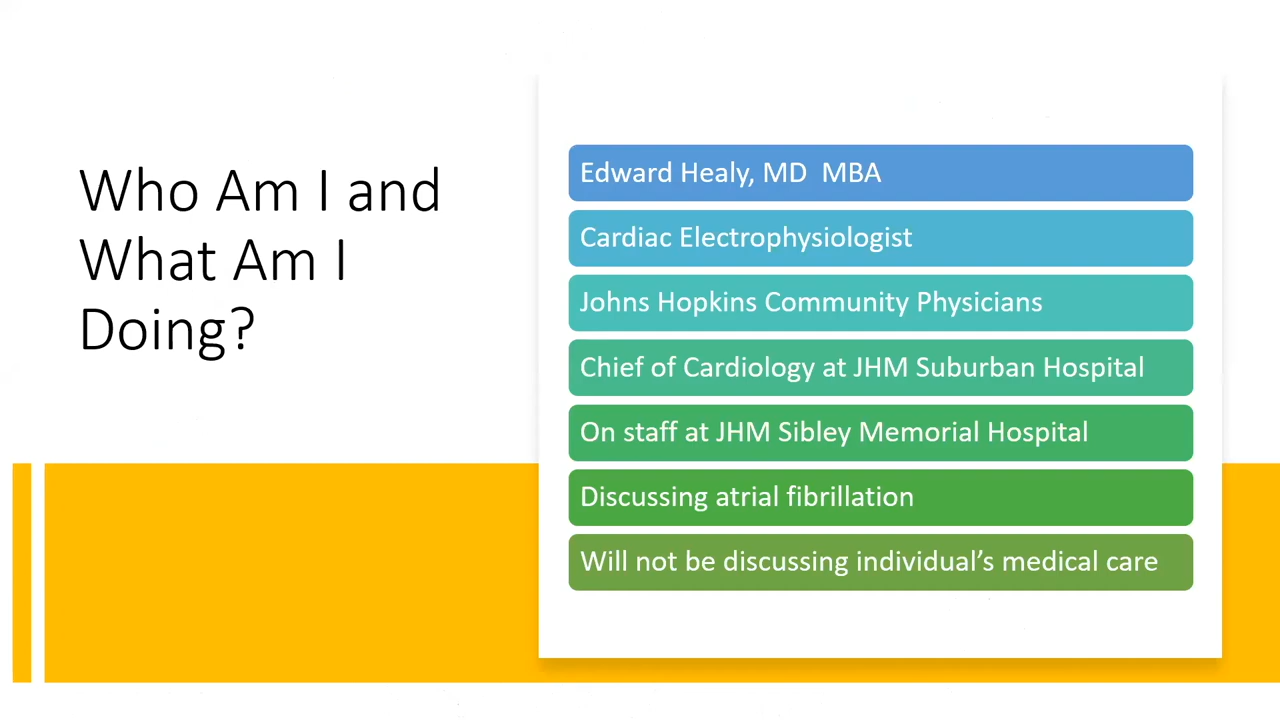 Who Am I and
What Am I
Doing?
Edward Healy, MD  MBA
Cardiac Electrophysiologist
Johns Hopkins Community Physicians
Chief of Cardiology at JHM Suburban Hospital
On staff at JHM Sibley Memorial Hospital
Discussing atrial fibrillation
Will not be discussing individual’s medical care